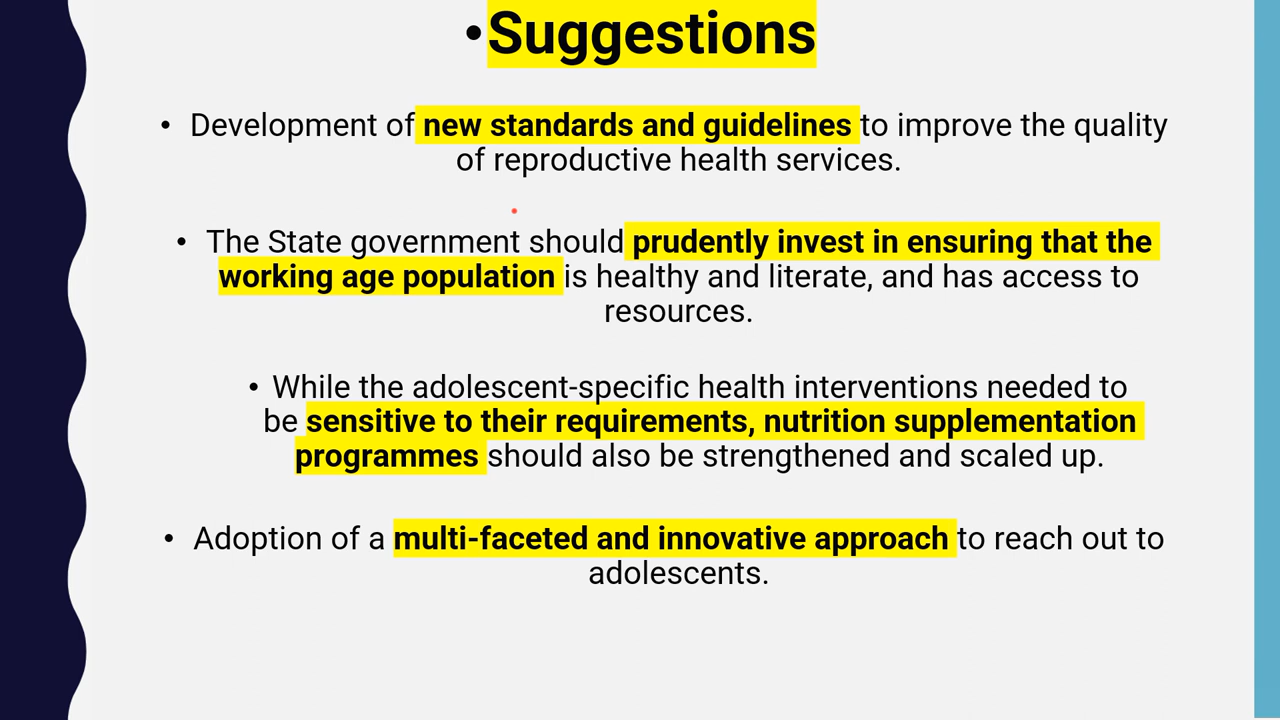 •Suggestions
• Development of new standards and guidelines to improve the quality
of reproductive health services.
• The State government should prudently invest in ensuring that the
working age population is healthy and literate, and has access to
resources.
• While the adolescent-specific health interventions needed to
be sensitive to their requirements, nutrition supplementation
programmes should also be strengthened and scaled up.
• Adoption of a multi-faceted and innovative approach to reach out to
adolescents.